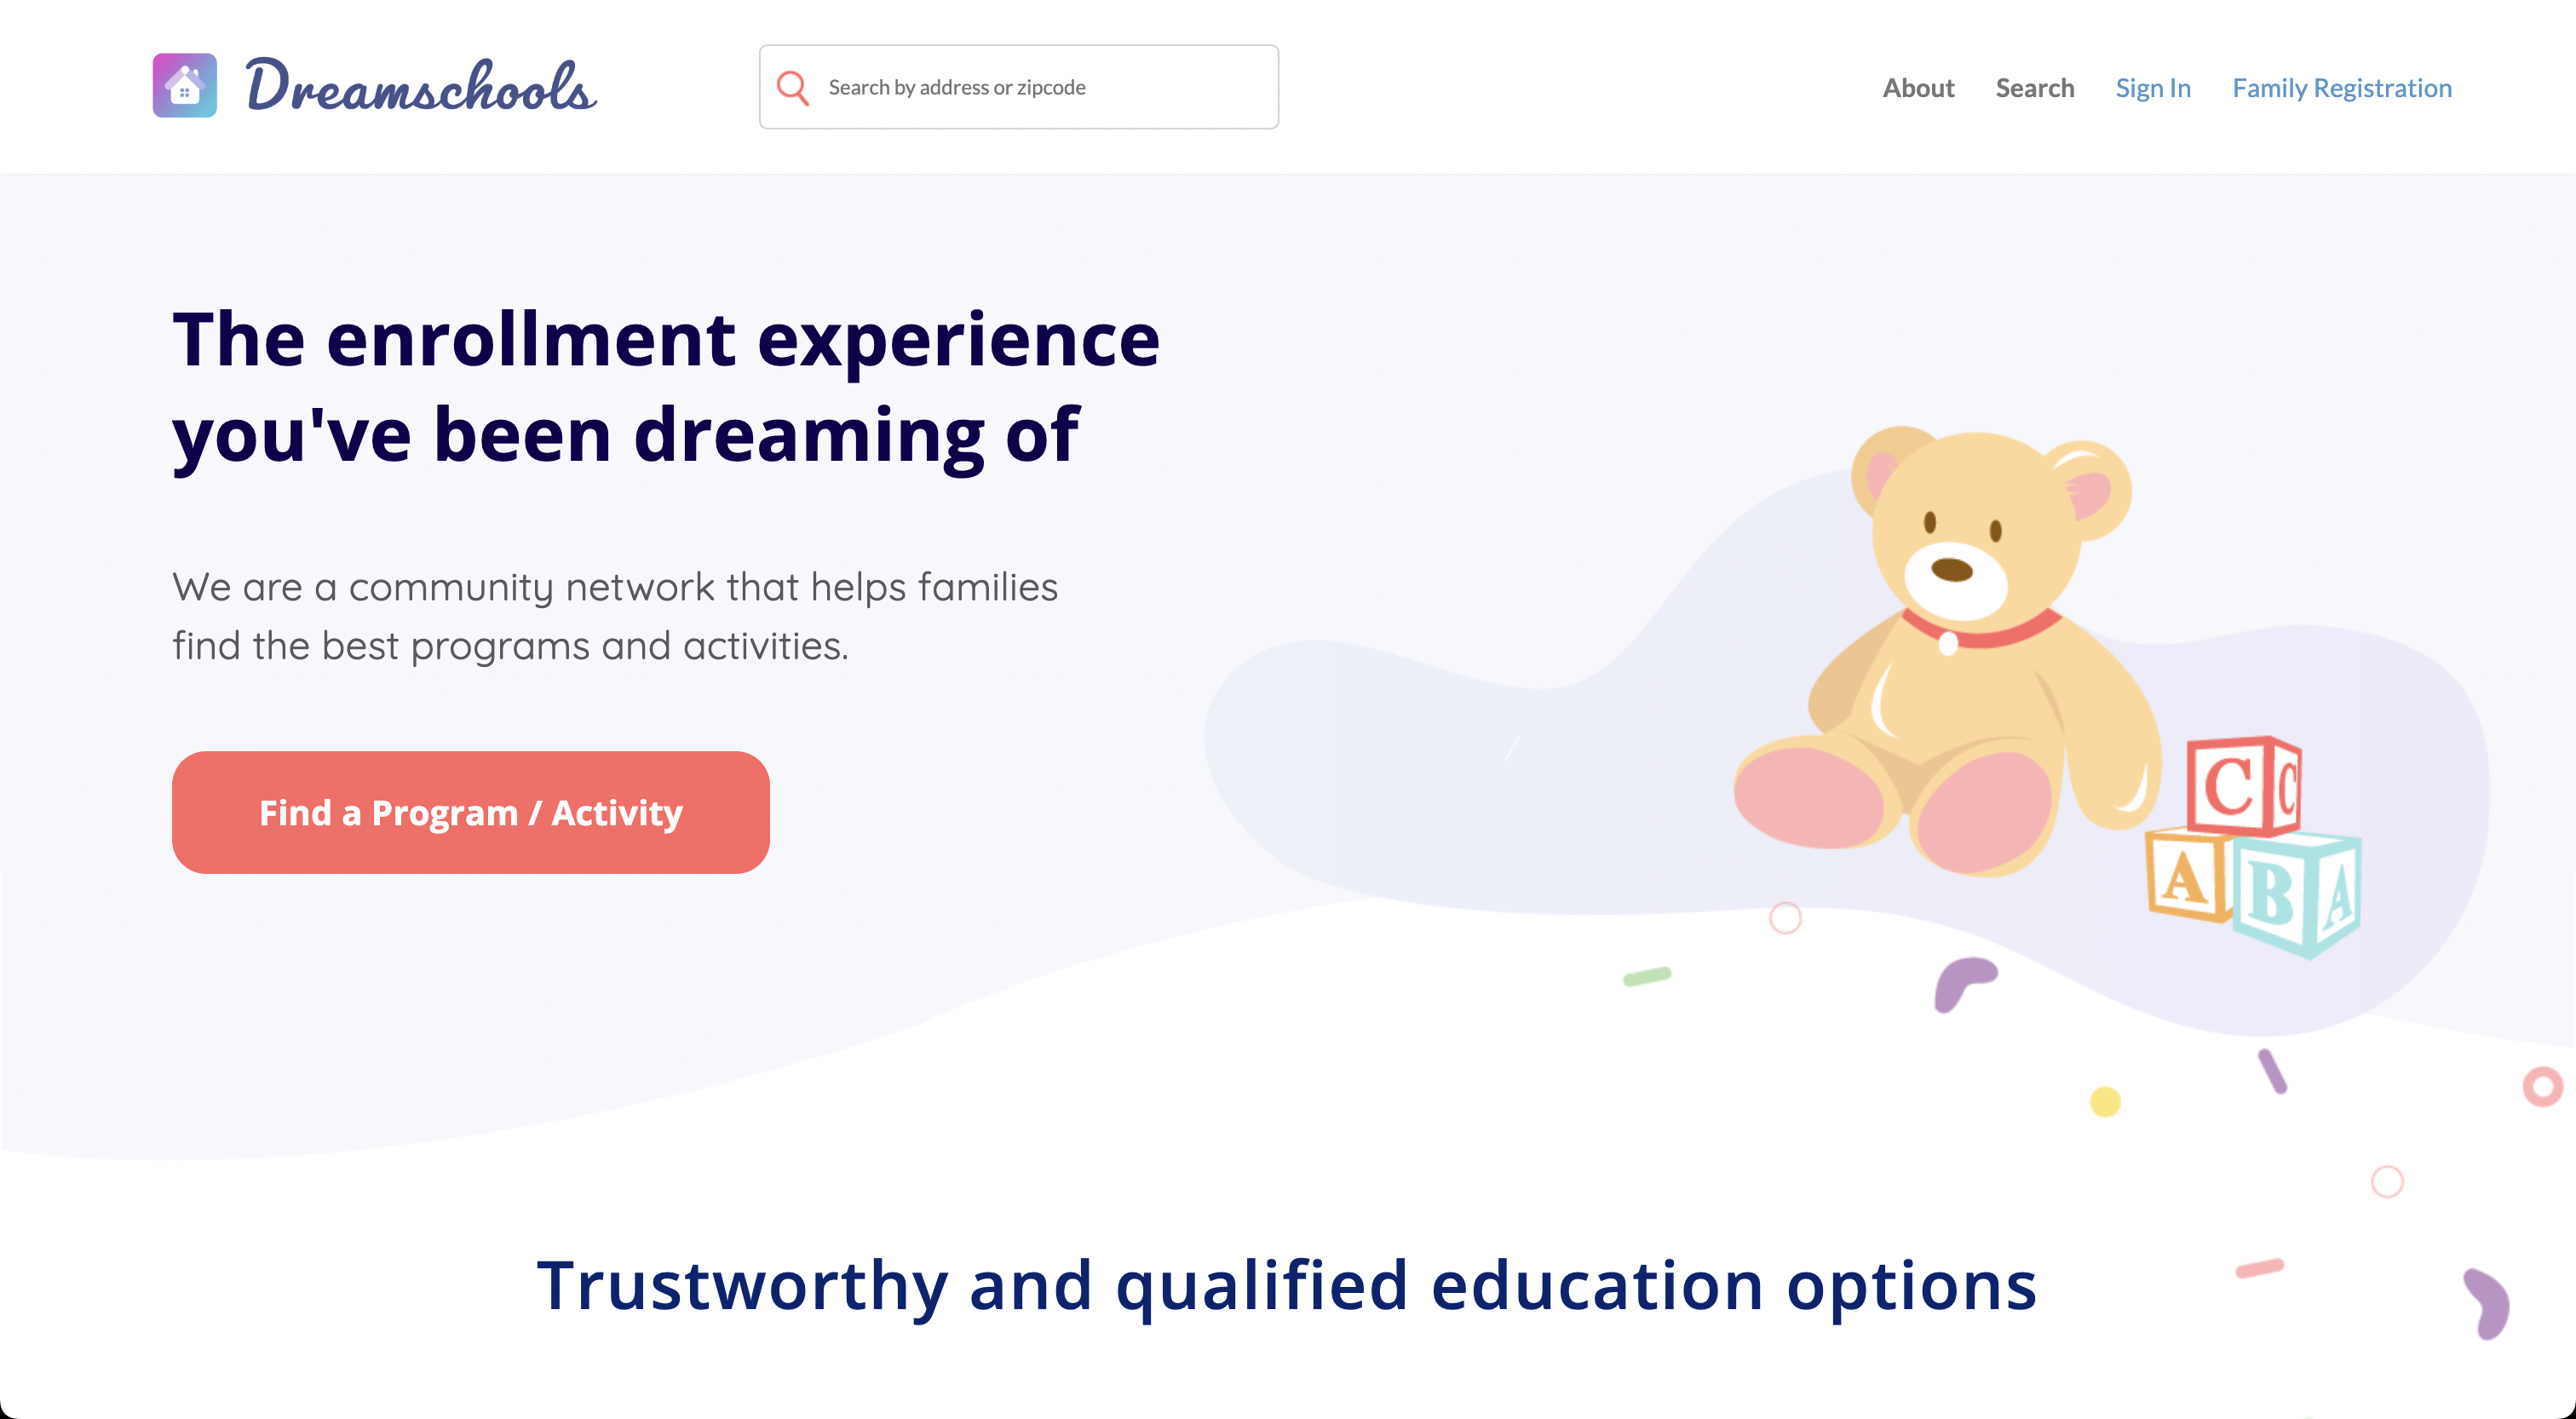 Dreamschools
Search by address or zipcode
About
Search
Sign In
Family Registration
The enrollment experience
you've been dreaming of
We are a community network that helps families
find the best programs and activities.
Find a Program / Activity
C C
A B A
Trustworthy and qualified education options